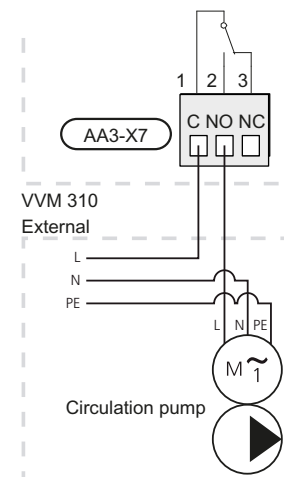 1 2 3
C NO NC
AA3-X7
VVM 310
External
L
N
PE
L N PE
M ~ 1
Circulation pump